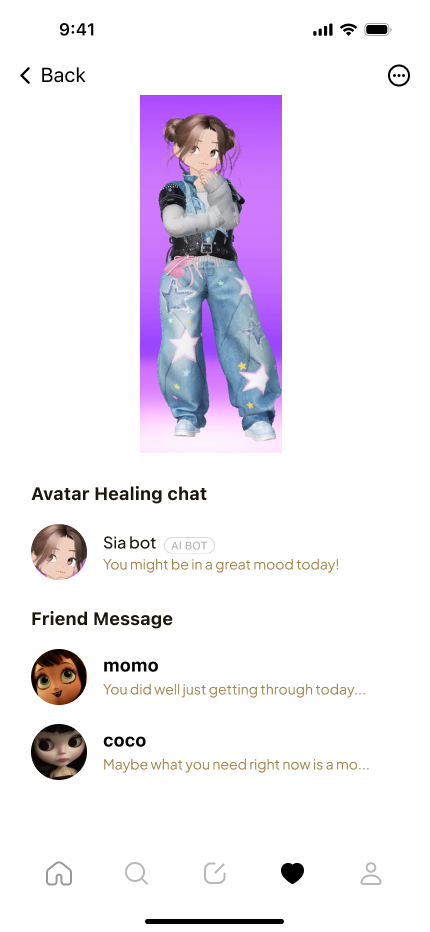 9:41
Back
Avatar Healing chat
Sia bot AI BOT
You might be in a great mood today!
Friend Message
momo
You did well just getting through today...
coco
Maybe what you need right now is a mo...